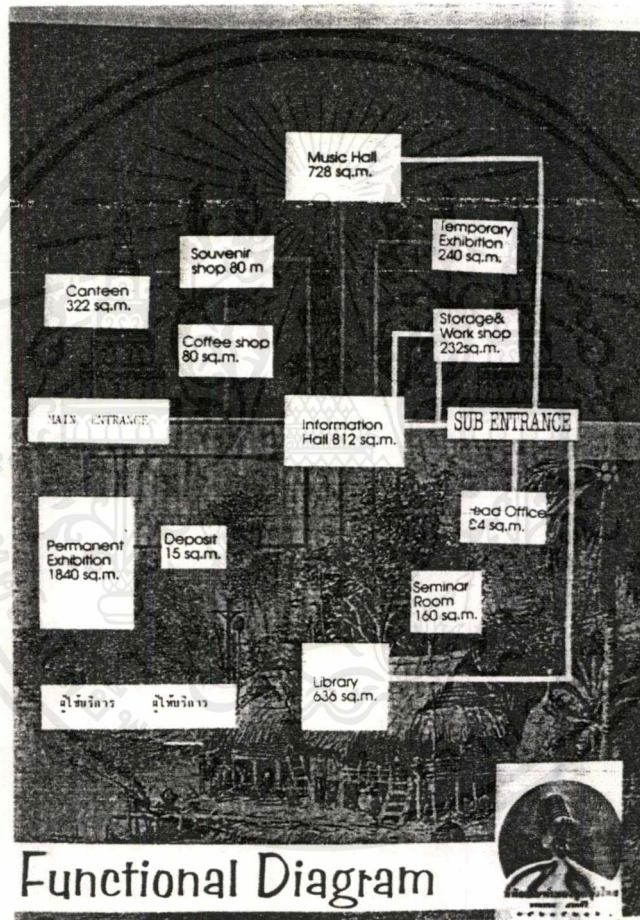 Music Hall
728 sq.m.
Souvenir
shop 80 m
Temporary
Exhibition
240 sq.m.
Canteen
322 sq.m.
Coffee shop
80 sq.m.
Storage&
Work shop
232sq.m.
MAIN ENTRANCE
Information
Hall 812 sq.m.
SUB ENTRANCE
Permanent
Exhibition
1840 sq.m.
Deposit
15 sq.m.
Office
sq.m.
Seminar
Room
160 sq.m.
Library
636 sq.m.
ผู้ใช้บริการ ผู้ให้บริการ
Functional Diagram